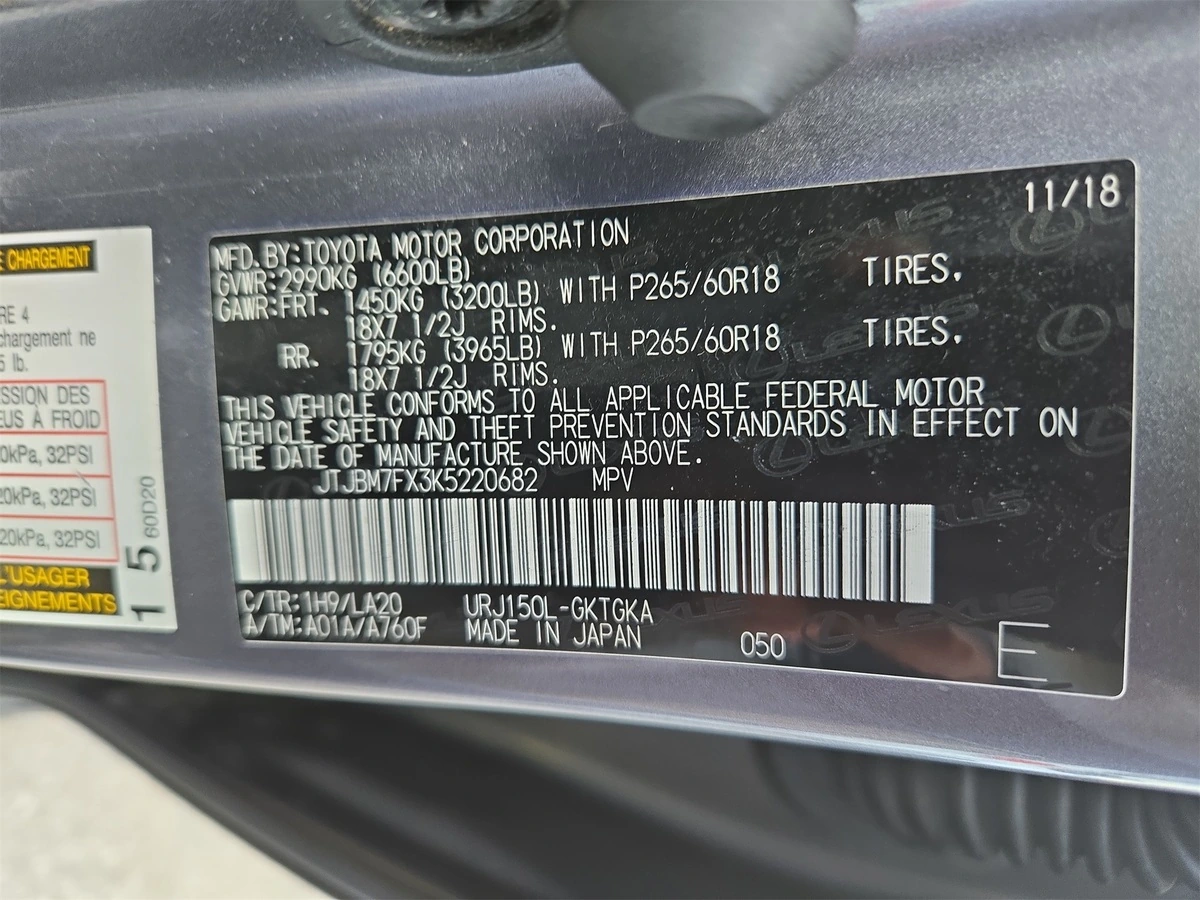 E CHARGEMENT
RE 4
chargement ne
lb.
SSION DES
EUS À FROID
kPa, 32PSI
20kPa, 32PSI
20kPa, 32PSI
L'USAGER
EIGNEMENTS
1 5 60D20
11/18
MFD.BY:TOYOTA MOTOR CORPORATION
GVWR:2990KG (6600LB)
GAWR:FRT. 1450KG (3200LB) WITH P265/60R18 TIRES,
18X7 1/2J RIMS.
RR. 1795KG (3965LB) WITH P265/60R18 TIRES,
18X7 1/2J RIMS.
THIS VEHICLE CONFORMS TO ALL APPLICABLE FEDERAL MOTOR
VEHICLE SAFETY AND THEFT PREVENTION STANDARDS IN EFFECT ON
THE DATE OF MANUFACTURE SHOWN ABOVE.
JTJBM7FX3K5220682 MPV
C/TR:1H9/LA20 URJ150L-GKTGKA
A/TM:A01A/A760F MADE IN JAPAN 050
E